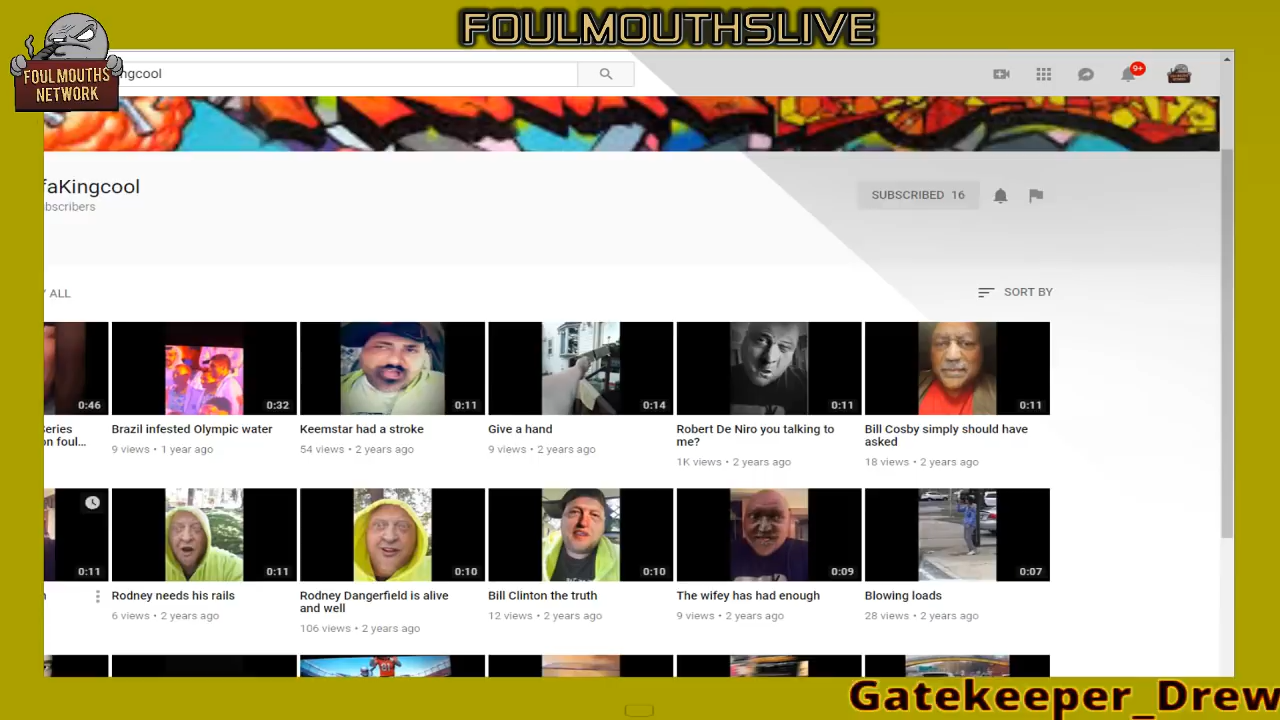 FOULMOUTHSLIVE
FOULMOUTHS
NETWORK
ngcool
9+
faKingcool
bscribers
SUBSCRIBED 16
ALL
SORT BY
0:46
0:32
0:11
0:14
0:11
0:11
Series
on foul...
Brazil infested Olympic water
9 views • 1 year ago
Keemstar had a stroke
54 views • 2 years ago
Give a hand
9 views • 2 years ago
Robert De Niro you talking to
me?
1K views • 2 years ago
Bill Cosby simply should have
asked
18 views • 2 years ago
0:11
0:11
0:10
0:10
0:09
0:07
Rodney needs his rails
6 views • 2 years ago
Rodney Dangerfield is alive
and well
106 views • 2 years ago
Bill Clinton the truth
12 views • 2 years ago
The wifey has had enough
9 views • 2 years ago
Blowing loads
28 views • 2 years ago
Gatekeeper_Drew